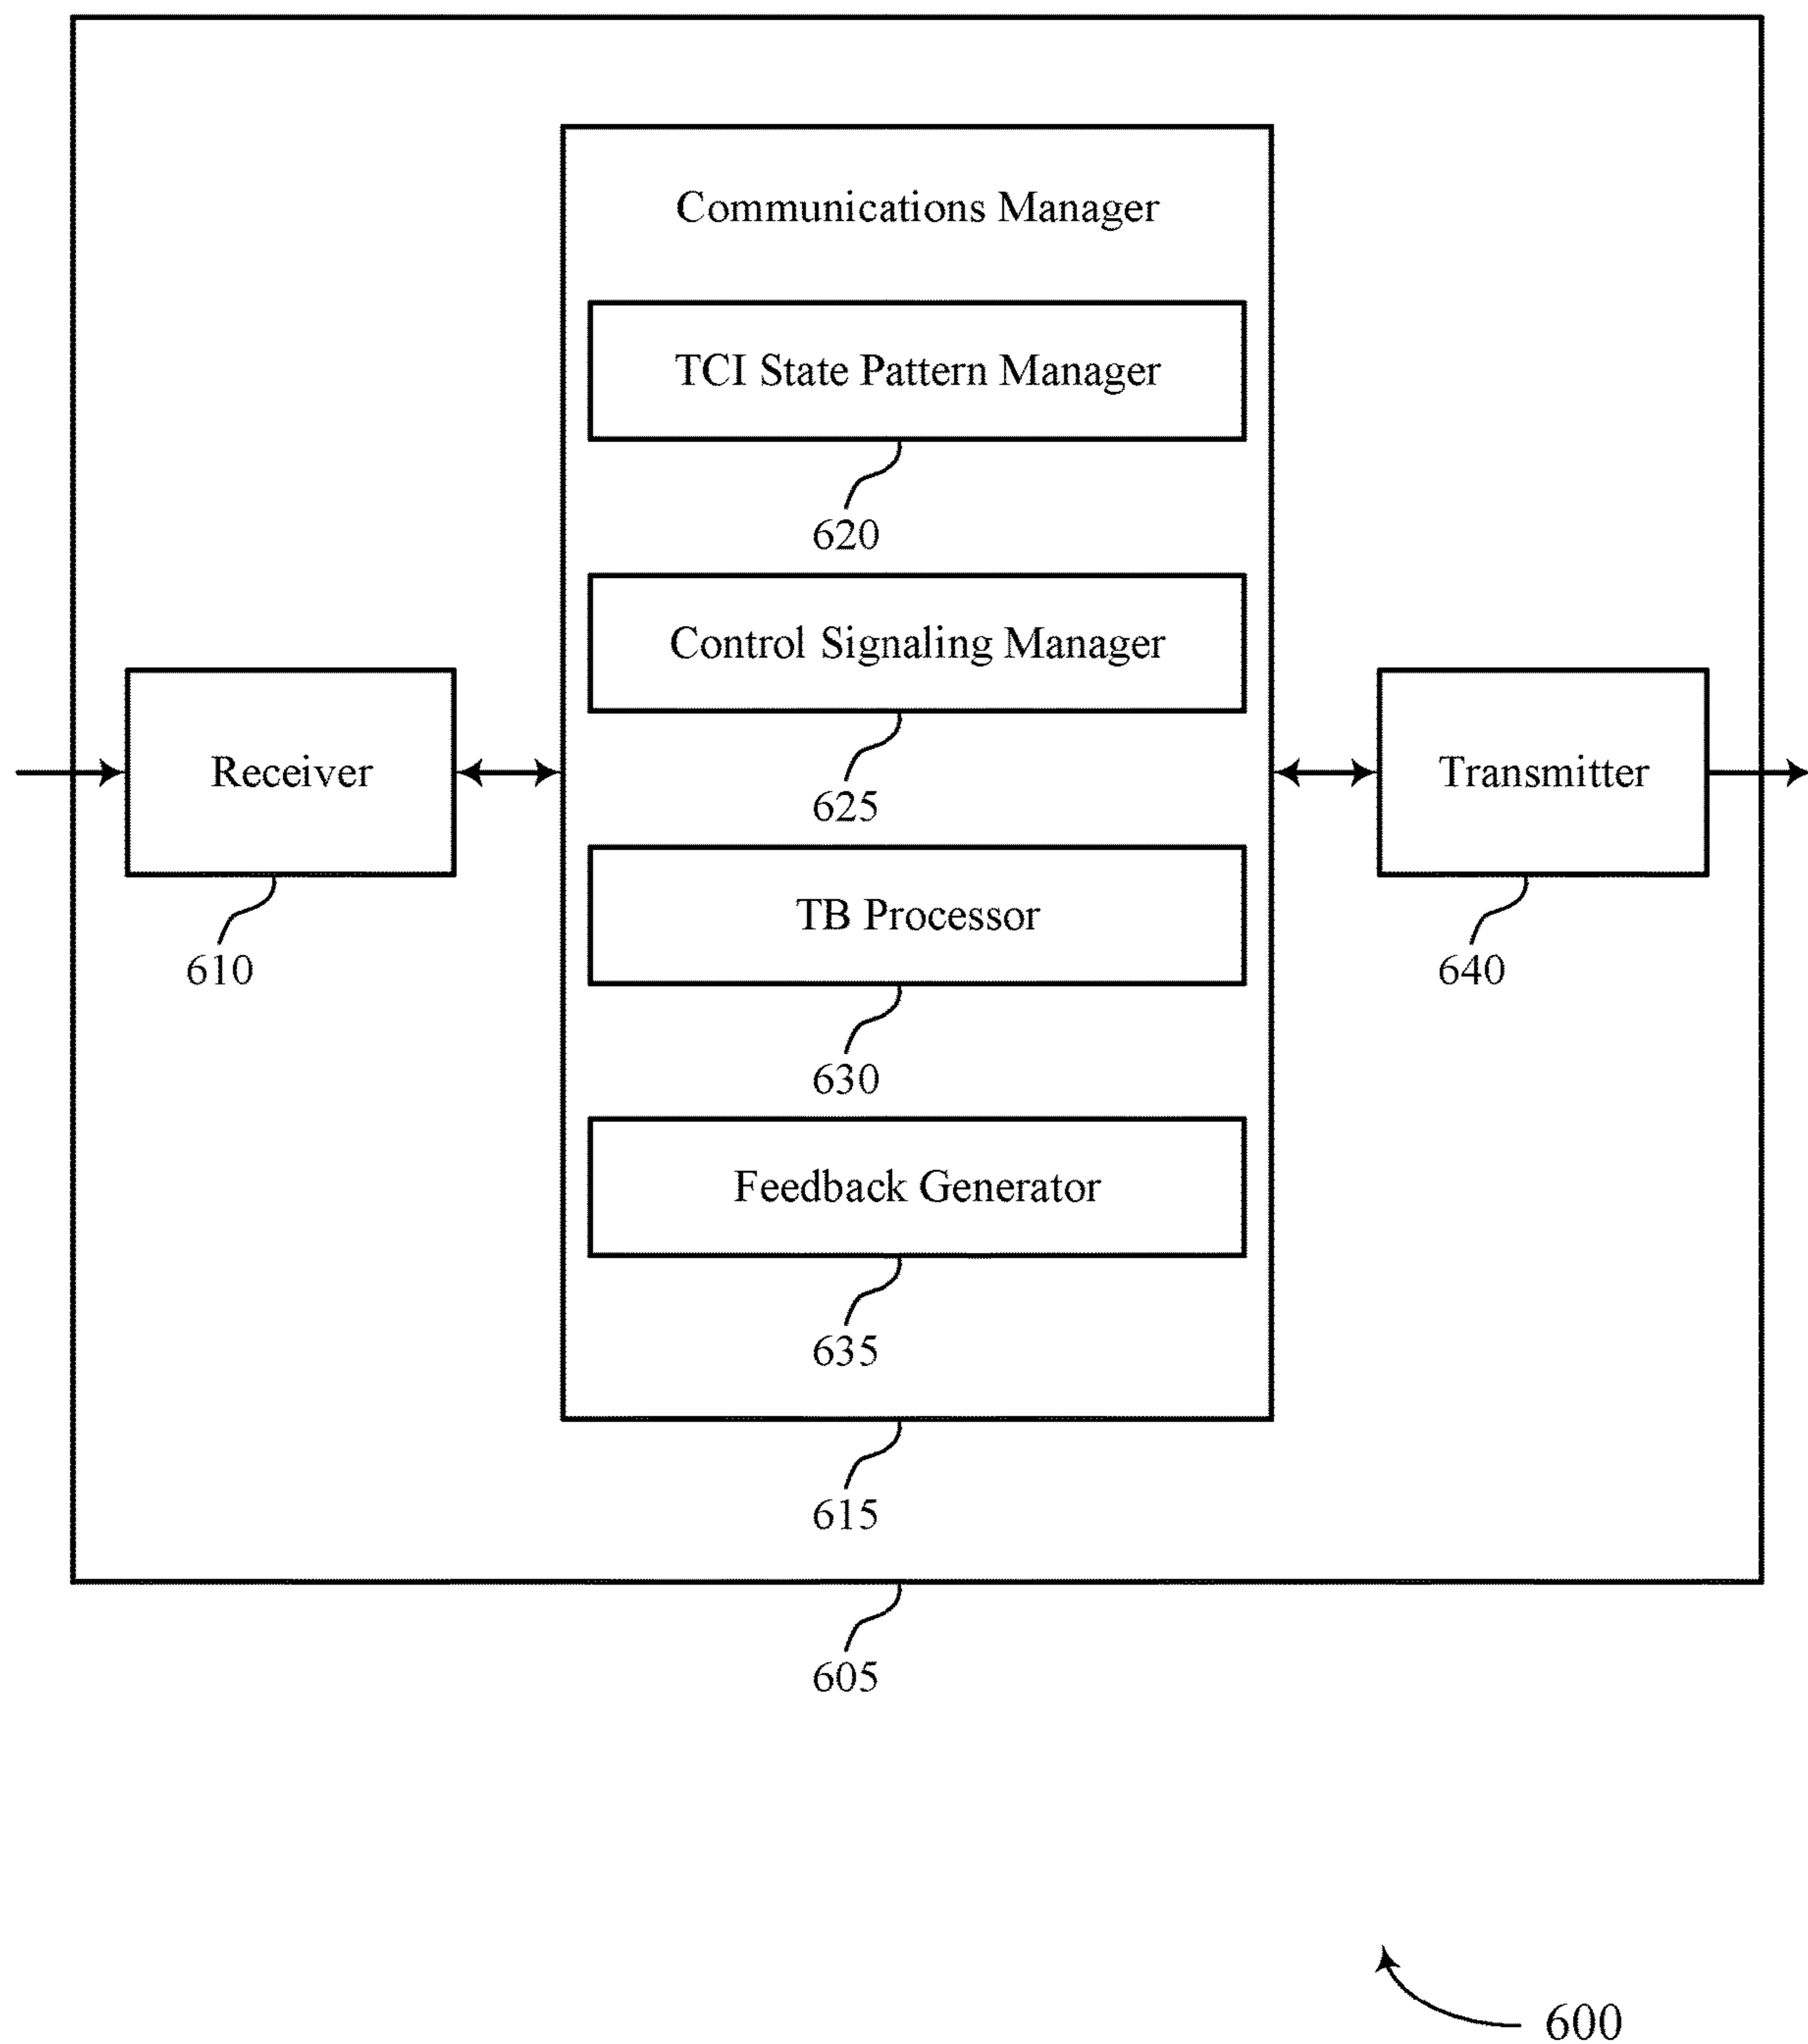 Communications Manager
TCI State Pattern Manager
620
Control Signaling Manager
625
Receiver
610
Transmitter
640
TB Processor
630
Feedback Generator
635
615
605
600